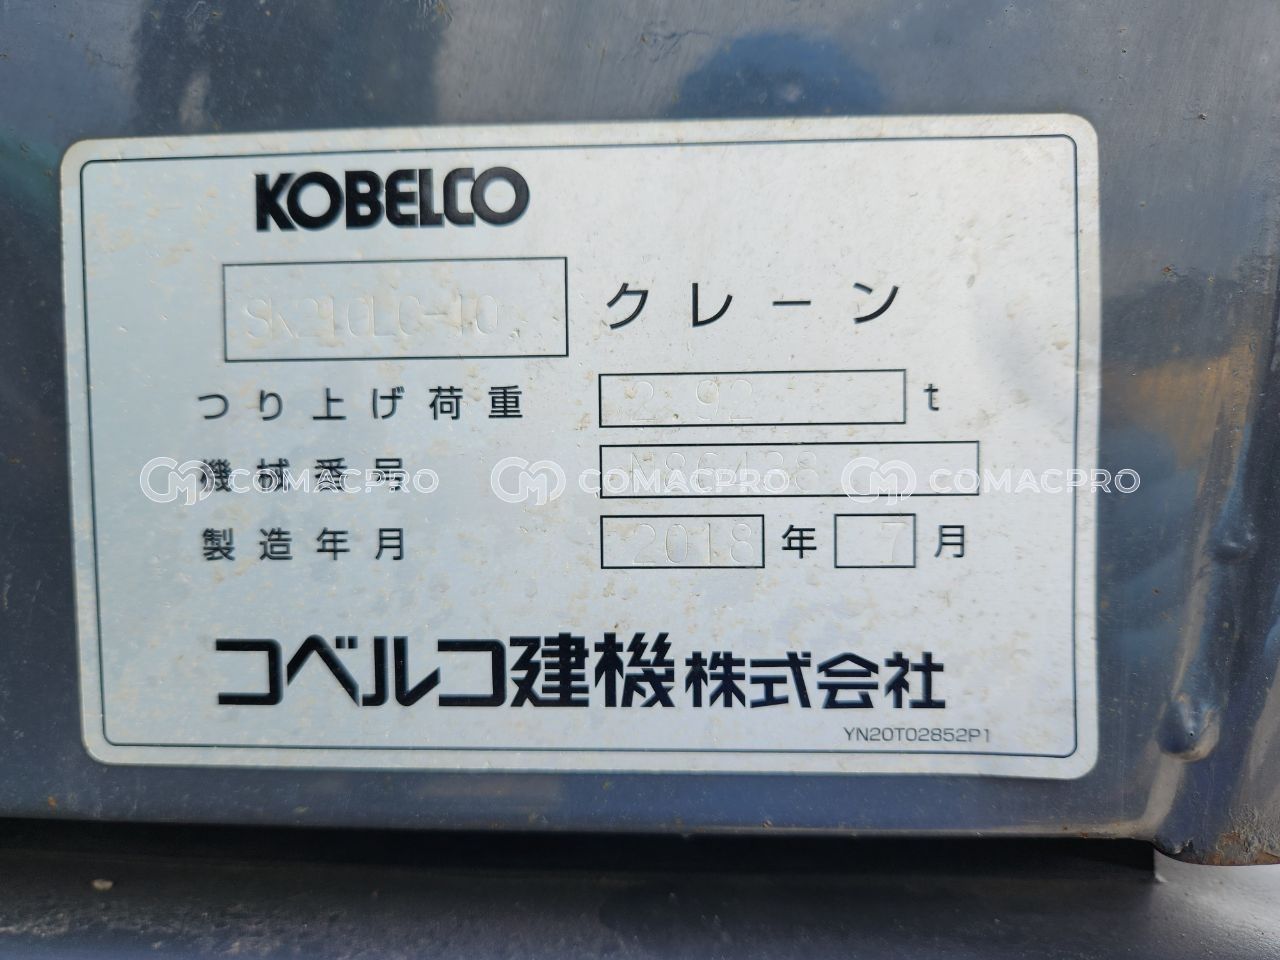 KOBELCO
SK210LC-10 クレーン
つり上げ荷重 2.92 t
機械番号
COMACPRO COMACPRO COMACPRO
製造年月 2018 年 7 月
コベルコ建機株式会社
YN20T02852P1